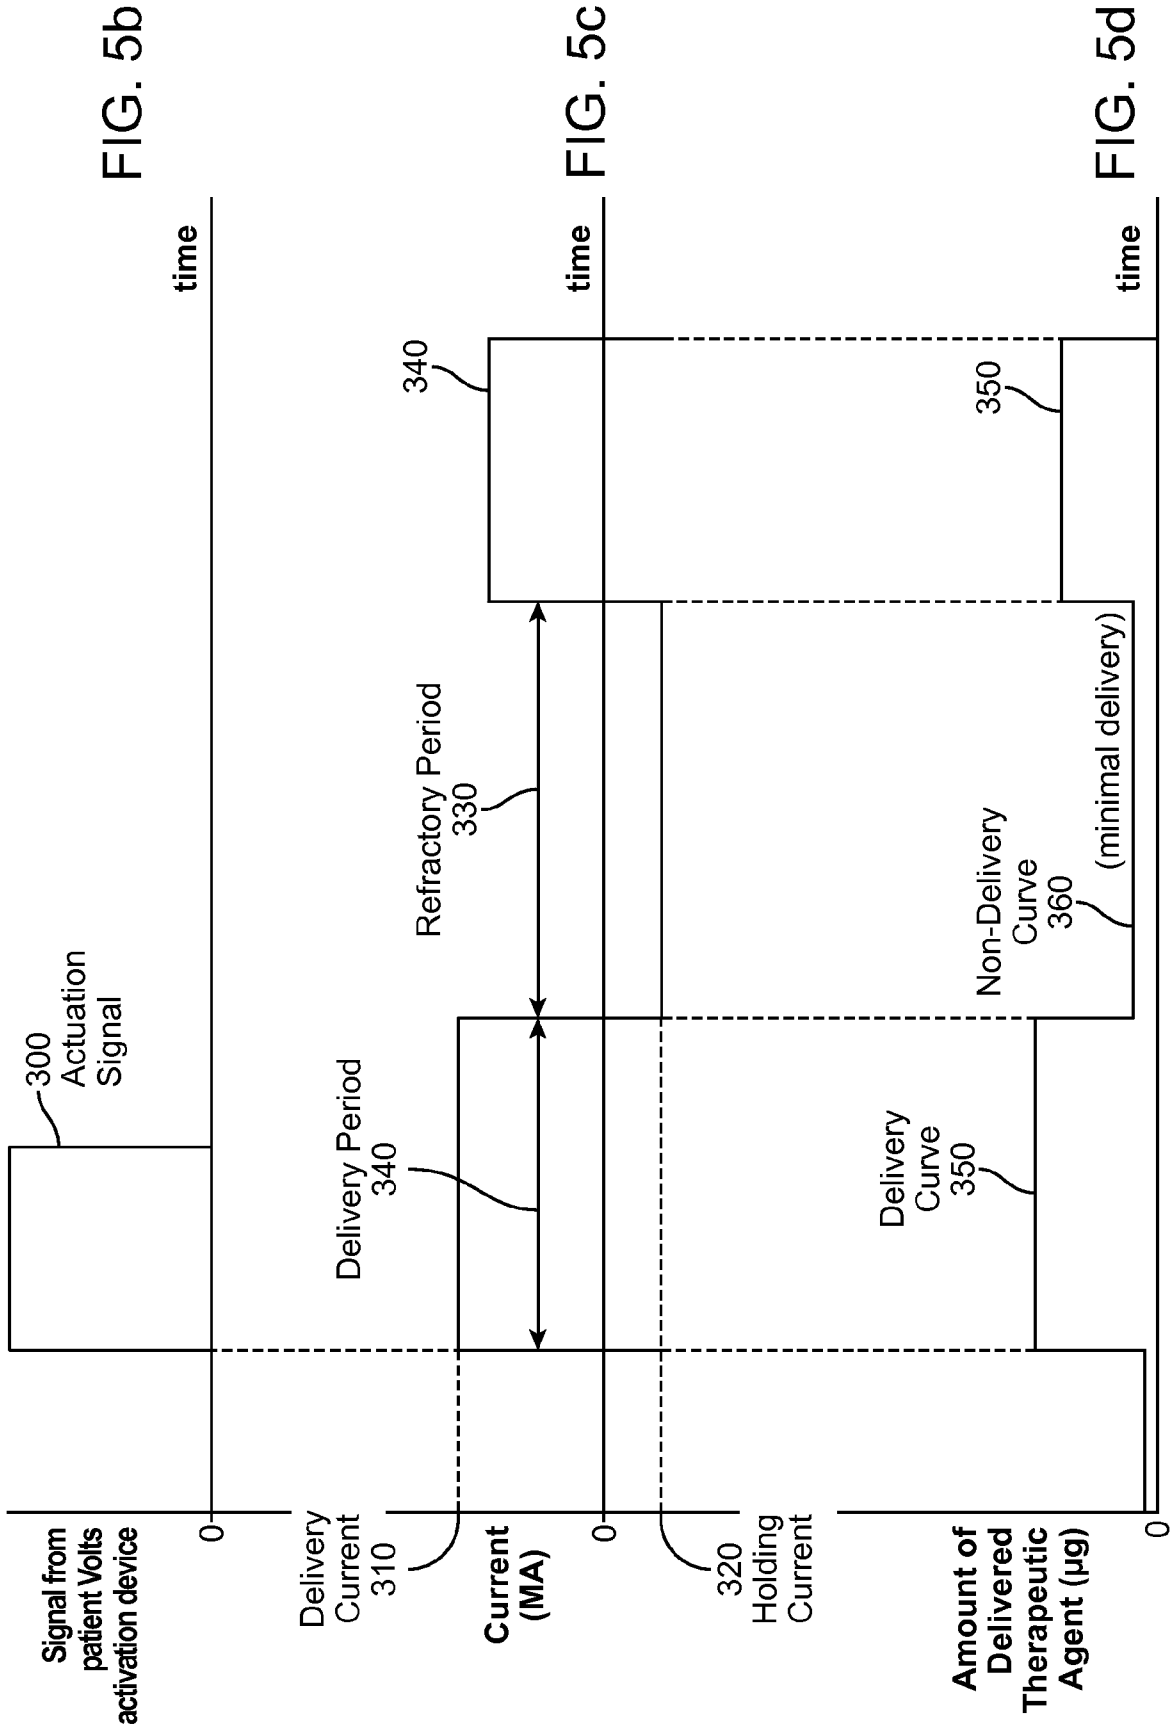 FIG. 5b
Signal from
patient Volts
activation device
0
300
Actuation
Signal
time
FIG. 5c
Delivery
Current
310
Current
(MA)
0
320
Holding
Current
Delivery Period
340
Refractory Period
330
340
time
FIG. 5d
Amount of
Delivered
Therapeutic
Agent (µg)
0
Delivery
Curve
350
Non-Delivery
Curve
360
(minimal delivery)
350
time